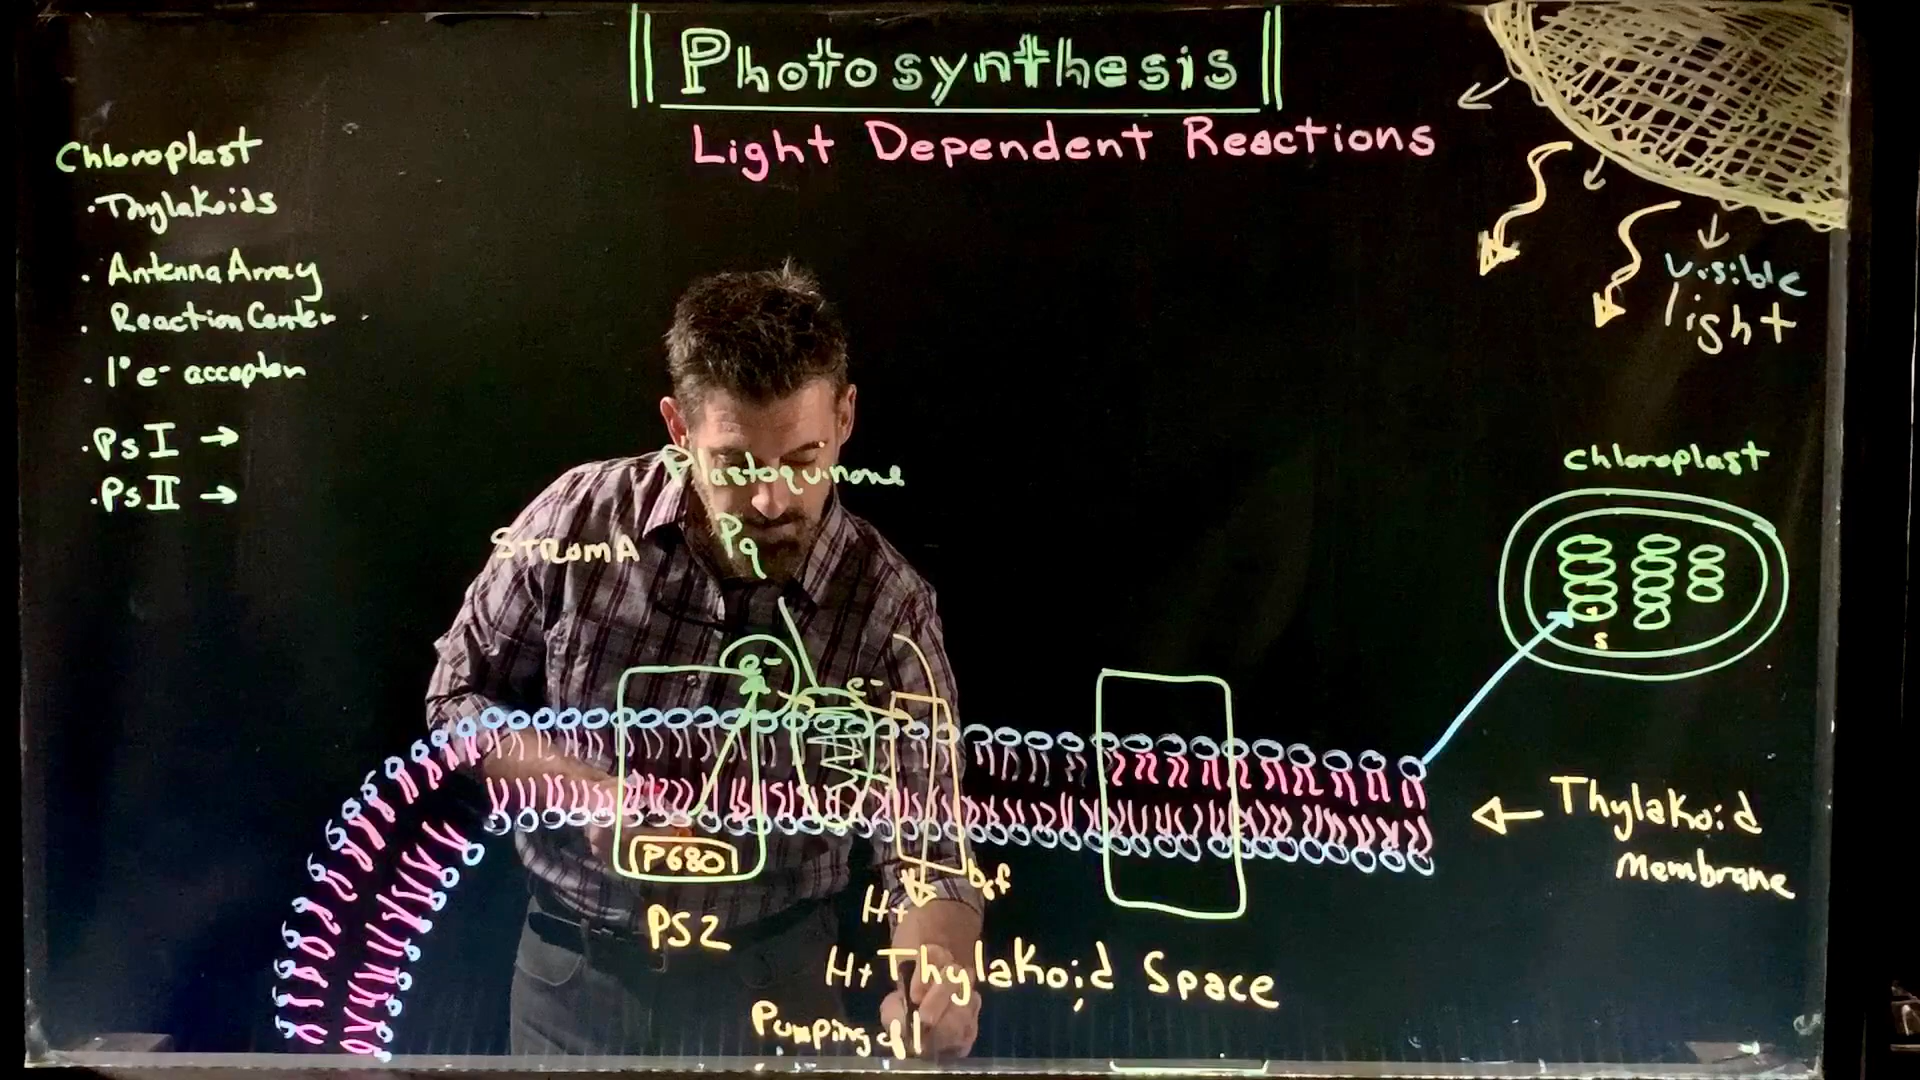 Photosynthesis
Light Dependent Reactions
Chloroplast
• Thylakoids
• Antenna Array
• Reaction Center
• 1° e- acceptor
• PS I →
• PS II →
visible
light
Plastoquinone
Pq
STROMA
e-
e-
P680
PS2
b6f
H+
H+
Thylakoid Space
Pumping of
Chloroplast
s
Thylakoid
Membrane